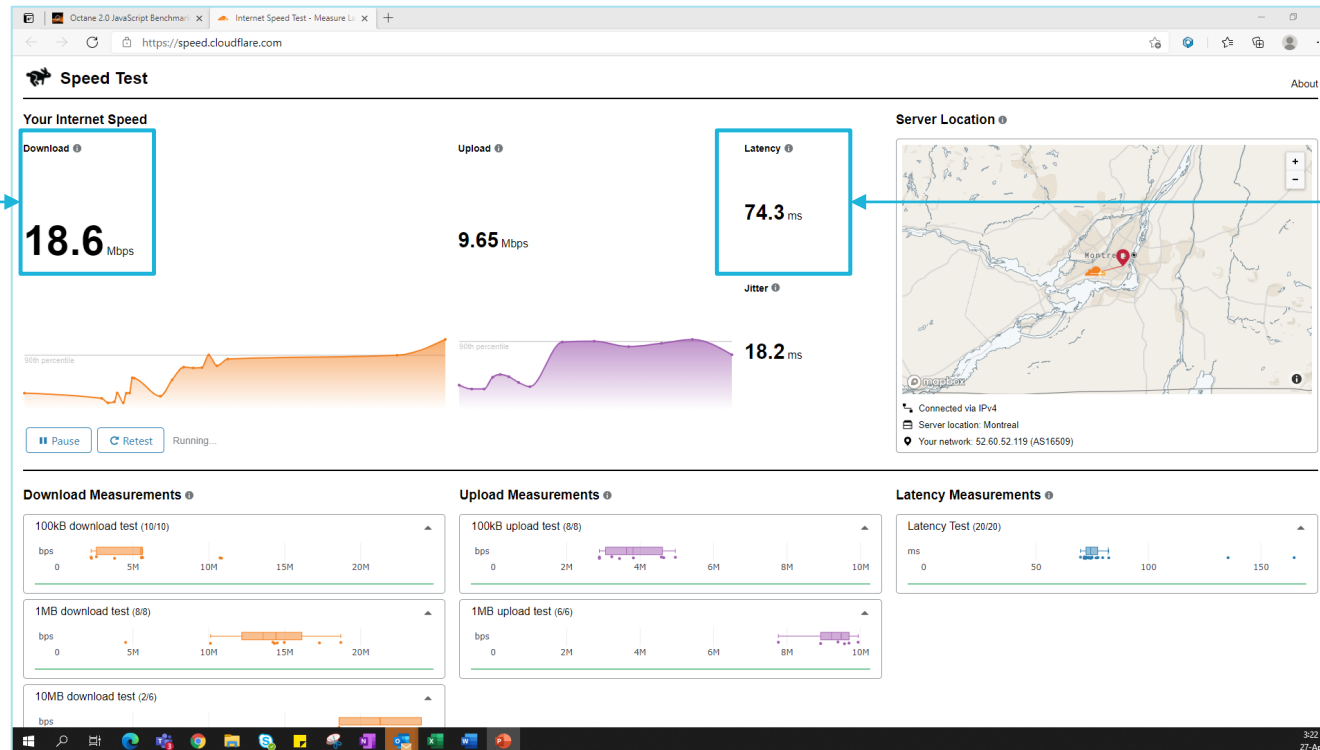 Octane 2.0 JavaScript Benchmar
Internet Speed Test - Measure La
https://speed.cloudflare.com
Speed Test
About
Your Internet Speed
Download
18.6 Mbps
90th percentile
Upload
9.65 Mbps
90th percentile
Latency
74.3 ms
Jitter
18.2 ms
Pause
Retest
Running...
Server Location
+
-
Montre
mapbox
Connected via IPv4
Server location: Montreal
Your network: 52.60.52.119 (AS16509)
Download Measurements
100kB download test (10/10)
bps
0 5M 10M 15M 20M
1MB download test (8/8)
bps
0 5M 10M 15M 20M
10MB download test (2/6)
bps
Upload Measurements
100kB upload test (8/8)
bps
0 2M 4M 6M 8M 10M
1MB upload test (6/6)
bps
0 2M 4M 6M 8M 10M
Latency Measurements
Latency Test (20/20)
ms
0 50 100 150
3:22
27-Ap